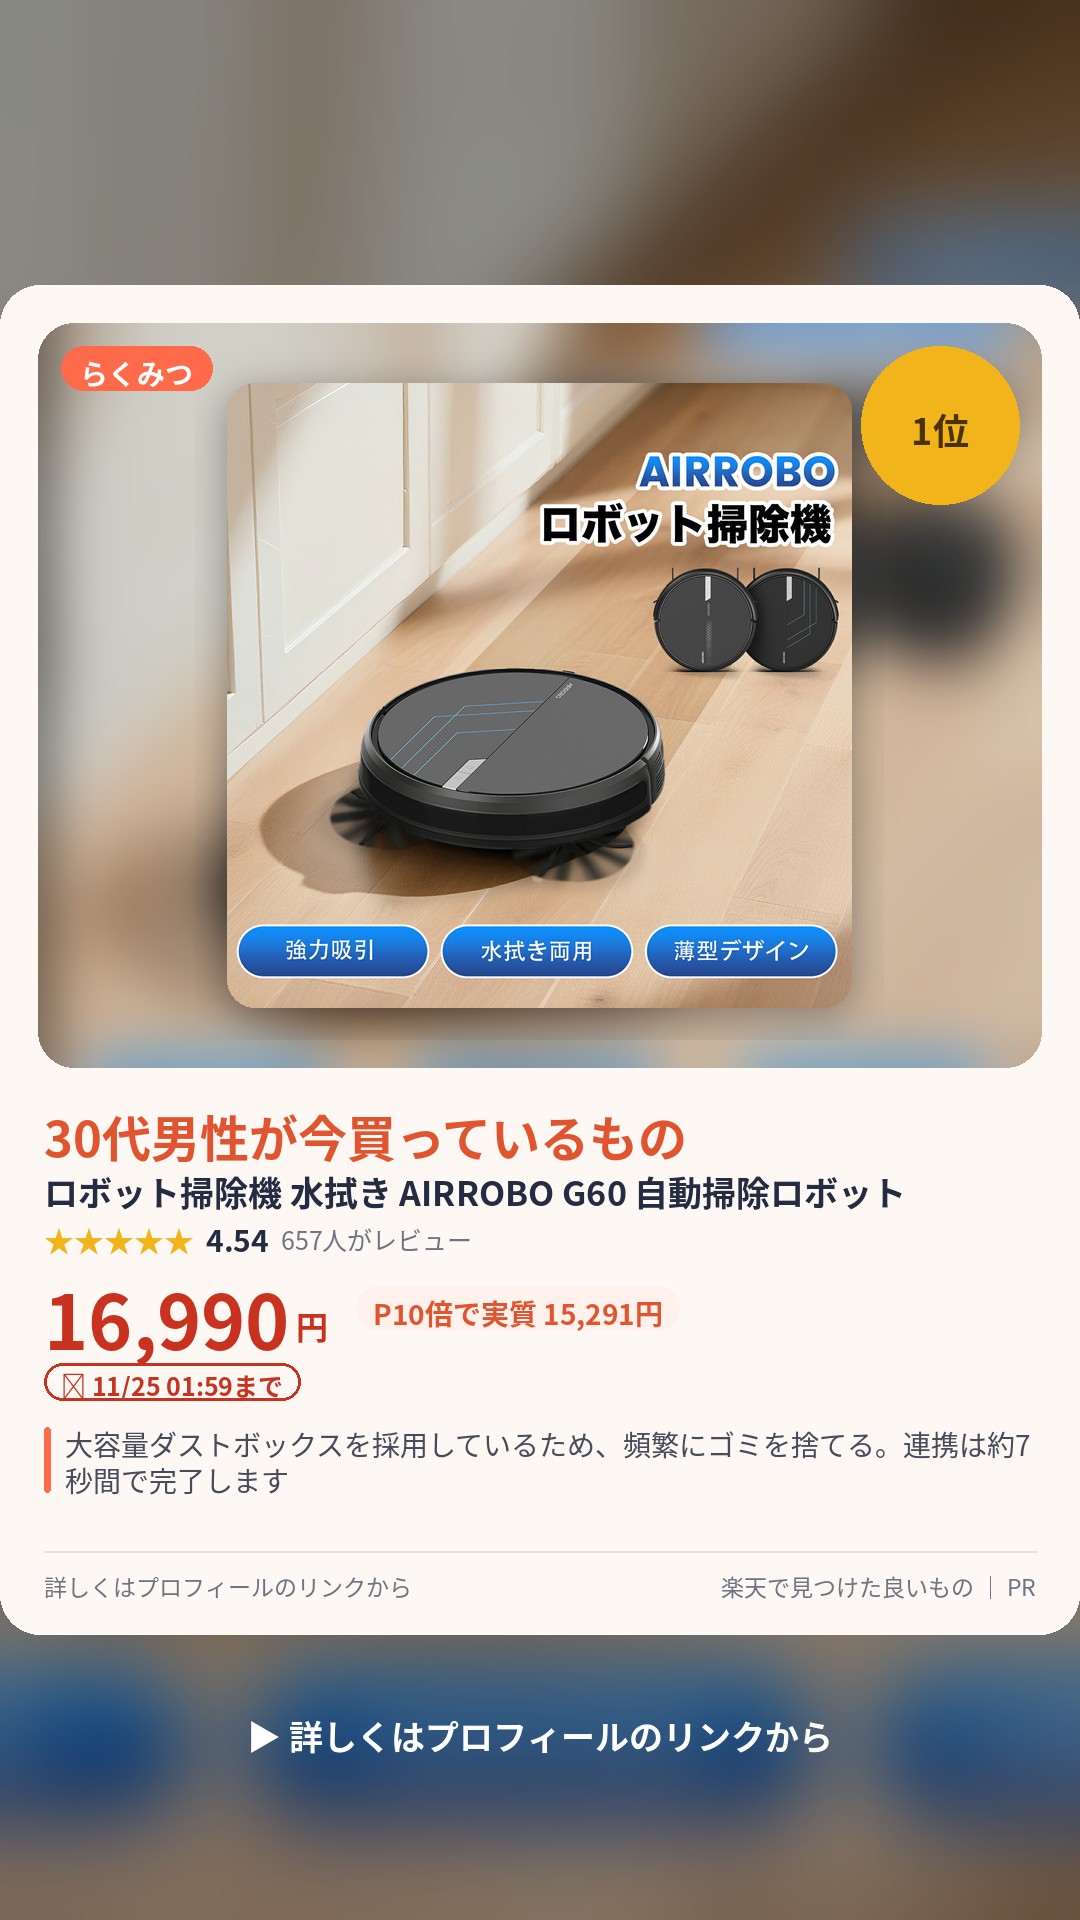 らくみつ
1位
AIRROBO
ロボット掃除機
強力吸引
水拭き両用
薄型デザイン
30代男性が今買っているもの
ロボット掃除機 水拭き AIRROBO G60 自動掃除ロボット
★★★★★ 4.54 657人がレビュー
16,990円
P10倍で実質 15,291円
11/25 01:59まで
大容量ダストボックスを採用しているため、頻繁にゴミを捨てる。連携は約7
秒間で完了します
詳しくはプロフィールのリンクから
楽天で見つけた良いもの | PR
▶ 詳しくはプロフィールのリンクから